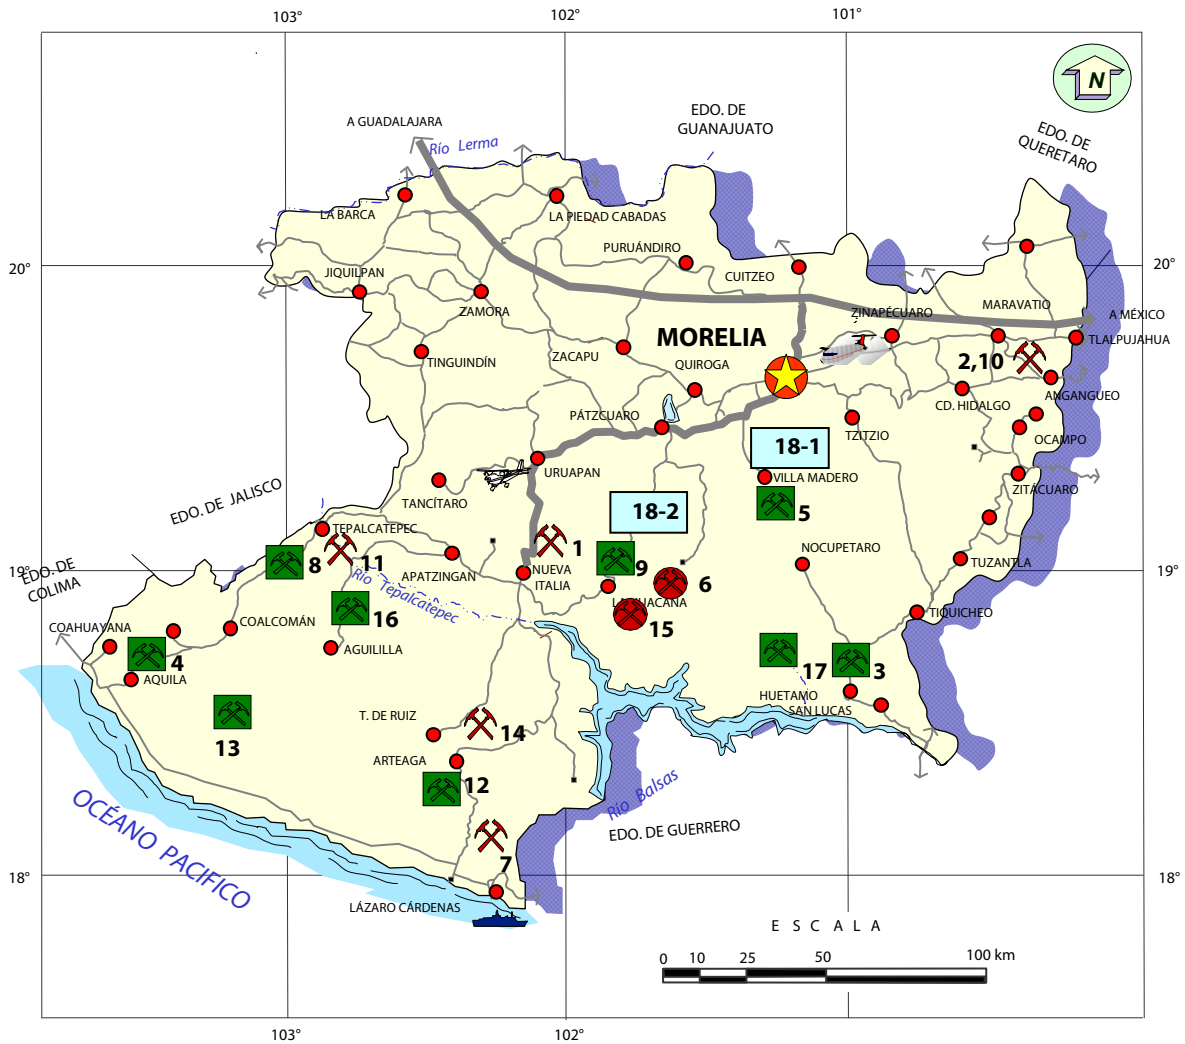 103°
102°
101°
EDO. DE
GUANAJUATO
A GUADALAJARA
Río Lerma
EDO. DE
QUERETARO
N
LA BARCA
LA PIEDAD CABADAS
PURUÁNDIRO
CUITZEO
20°
20°
JIQUILPAN
ZAMORA
MARAVATIO
ZINAPÉCUARO
A MÉXICO
MORELIA
TLALPUJAHUA
TINGUINDÍN
ZACAPU
QUIROGA
2,10
ANGANGUEO
CD. HIDALGO
PÁTZCUARO
TZITZIO
OCAMPO
18-1
URUAPAN
VILLA MADERO
ZITÁCUARO
TANCÍTARO
EDO. DE JALISCO
18-2
5
TEPALCATEPEC
1
NOCUPETARO
EDO. DE
COLIMA
19°
19°
8
11
APATZINGAN
NUEVA
ITALIA
9
6
TUZANTLA
Río Tepalcatepec
LA HUACANA
16
15
TIQUICHEO
COAHUAYANA
COALCOMÁN
AGUILILLA
4
17
3
AQUILA
HUETAMO
SAN LUCAS
T. DE RUIZ
13
14
ARTEAGA
12
Río Balsas
OCÉANO PACIFICO
EDO. DE GUERRERO
7
18°
18°
LÁZARO CÁRDENAS
E S C A L A
0 10 25 50 100 km
103°
102°
101°